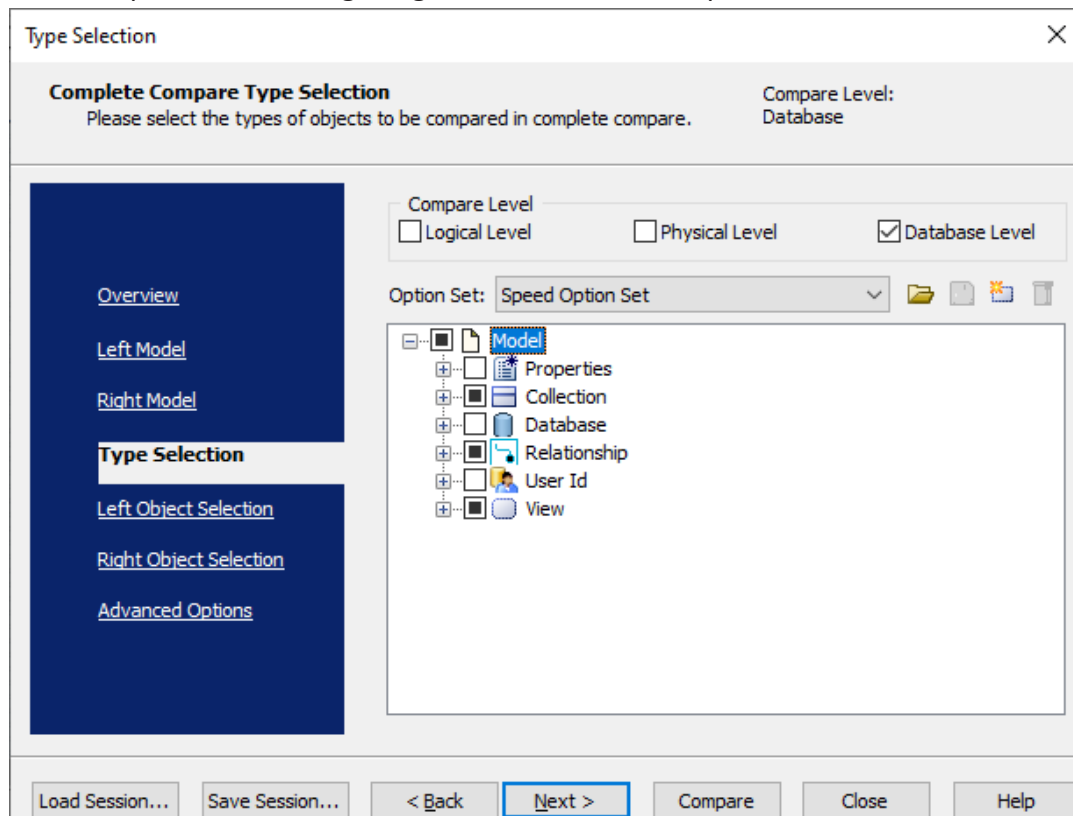 Type Selection
Complete Compare Type Selection
Please select the types of objects to be compared in complete compare.
Compare Level:
Database
Compare Level
Logical Level
Physical Level
Database Level
Overview
Left Model
Right Model
Type Selection
Left Object Selection
Right Object Selection
Advanced Options
Option Set: Speed Option Set
Model
Properties
Collection
Database
Relationship
User Id
View
Load Session...
Save Session...
< Back
Next >
Compare
Close
Help